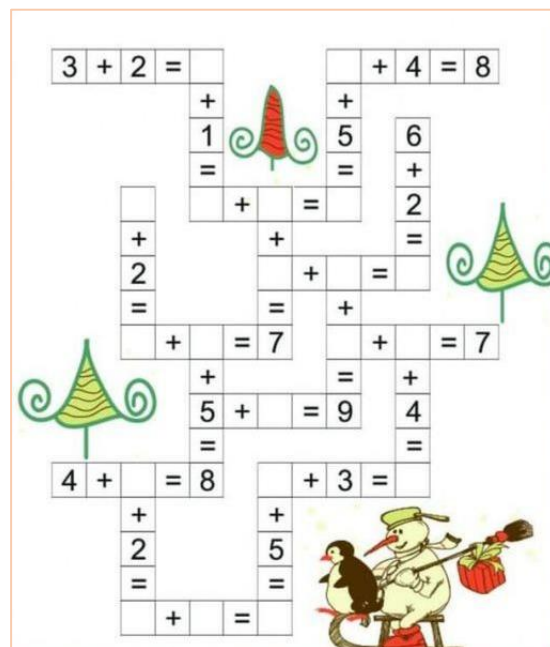 3 + 2 = + 4 = 8
+ +
1 5 6
= = +
+ = 2
+ + =
2 + =
= = +
+ = 7 + = 7
+ = +
5 + = 9 4
= =
4 + = 8 + 3 =
+ +
2 5
= =
+ =